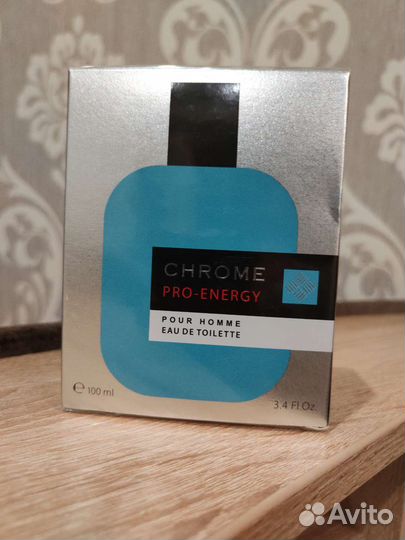 CHROME
PRO-ENERGY
POUR HOMME
EAU DE TOILETTE
℮ 100 ml
3.4 Fl Oz.
Avito